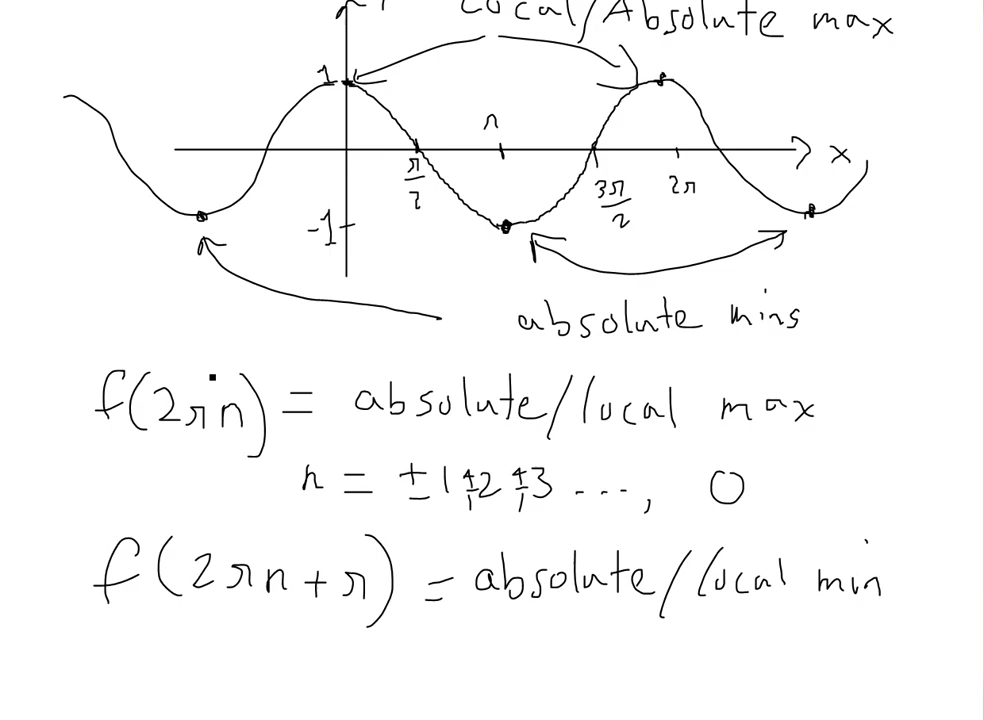 Local/Absolute max
1
π
x
π/2
3π/2
2π
-1
absolute mins
f(2πn) = absolute/local max
n = ±1 ±2 ±3 ..., 0
f(2πn + π) = absolute/local min